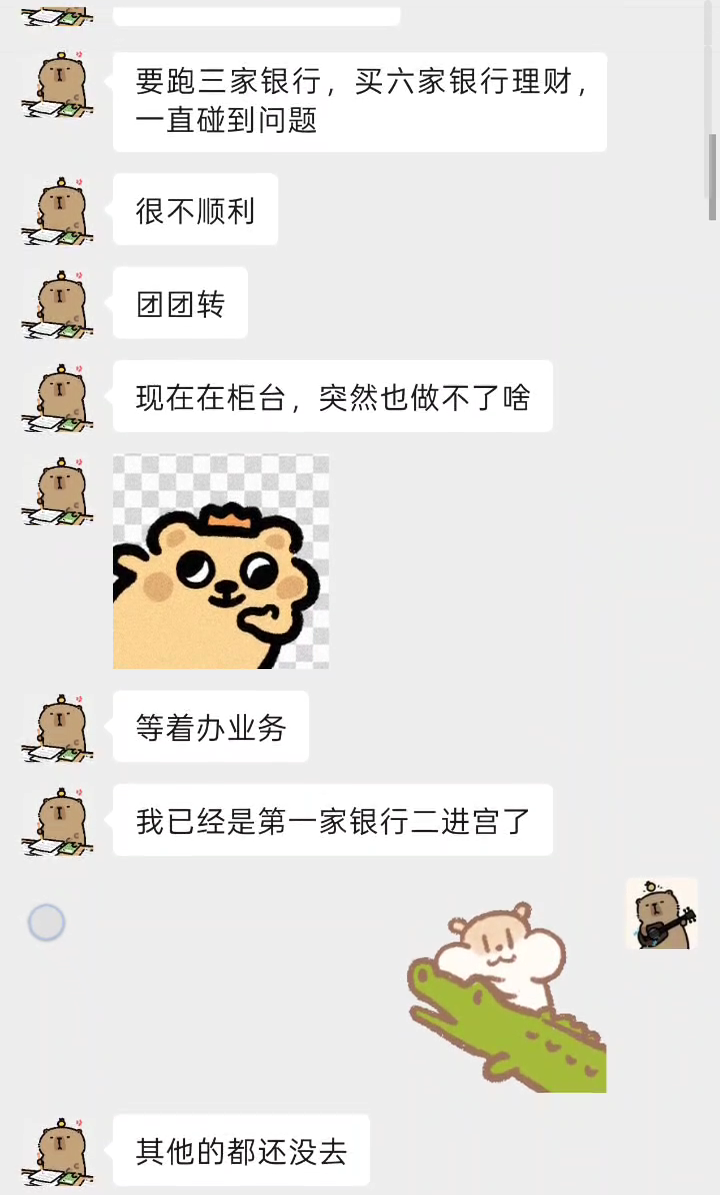 要跑三家银行，买六家银行理财，
一直碰到问题
很不顺利
团团转
现在在柜台，突然也做不了啥
等着办业务
我已经是第一家银行二进宫了
其他的都还没去